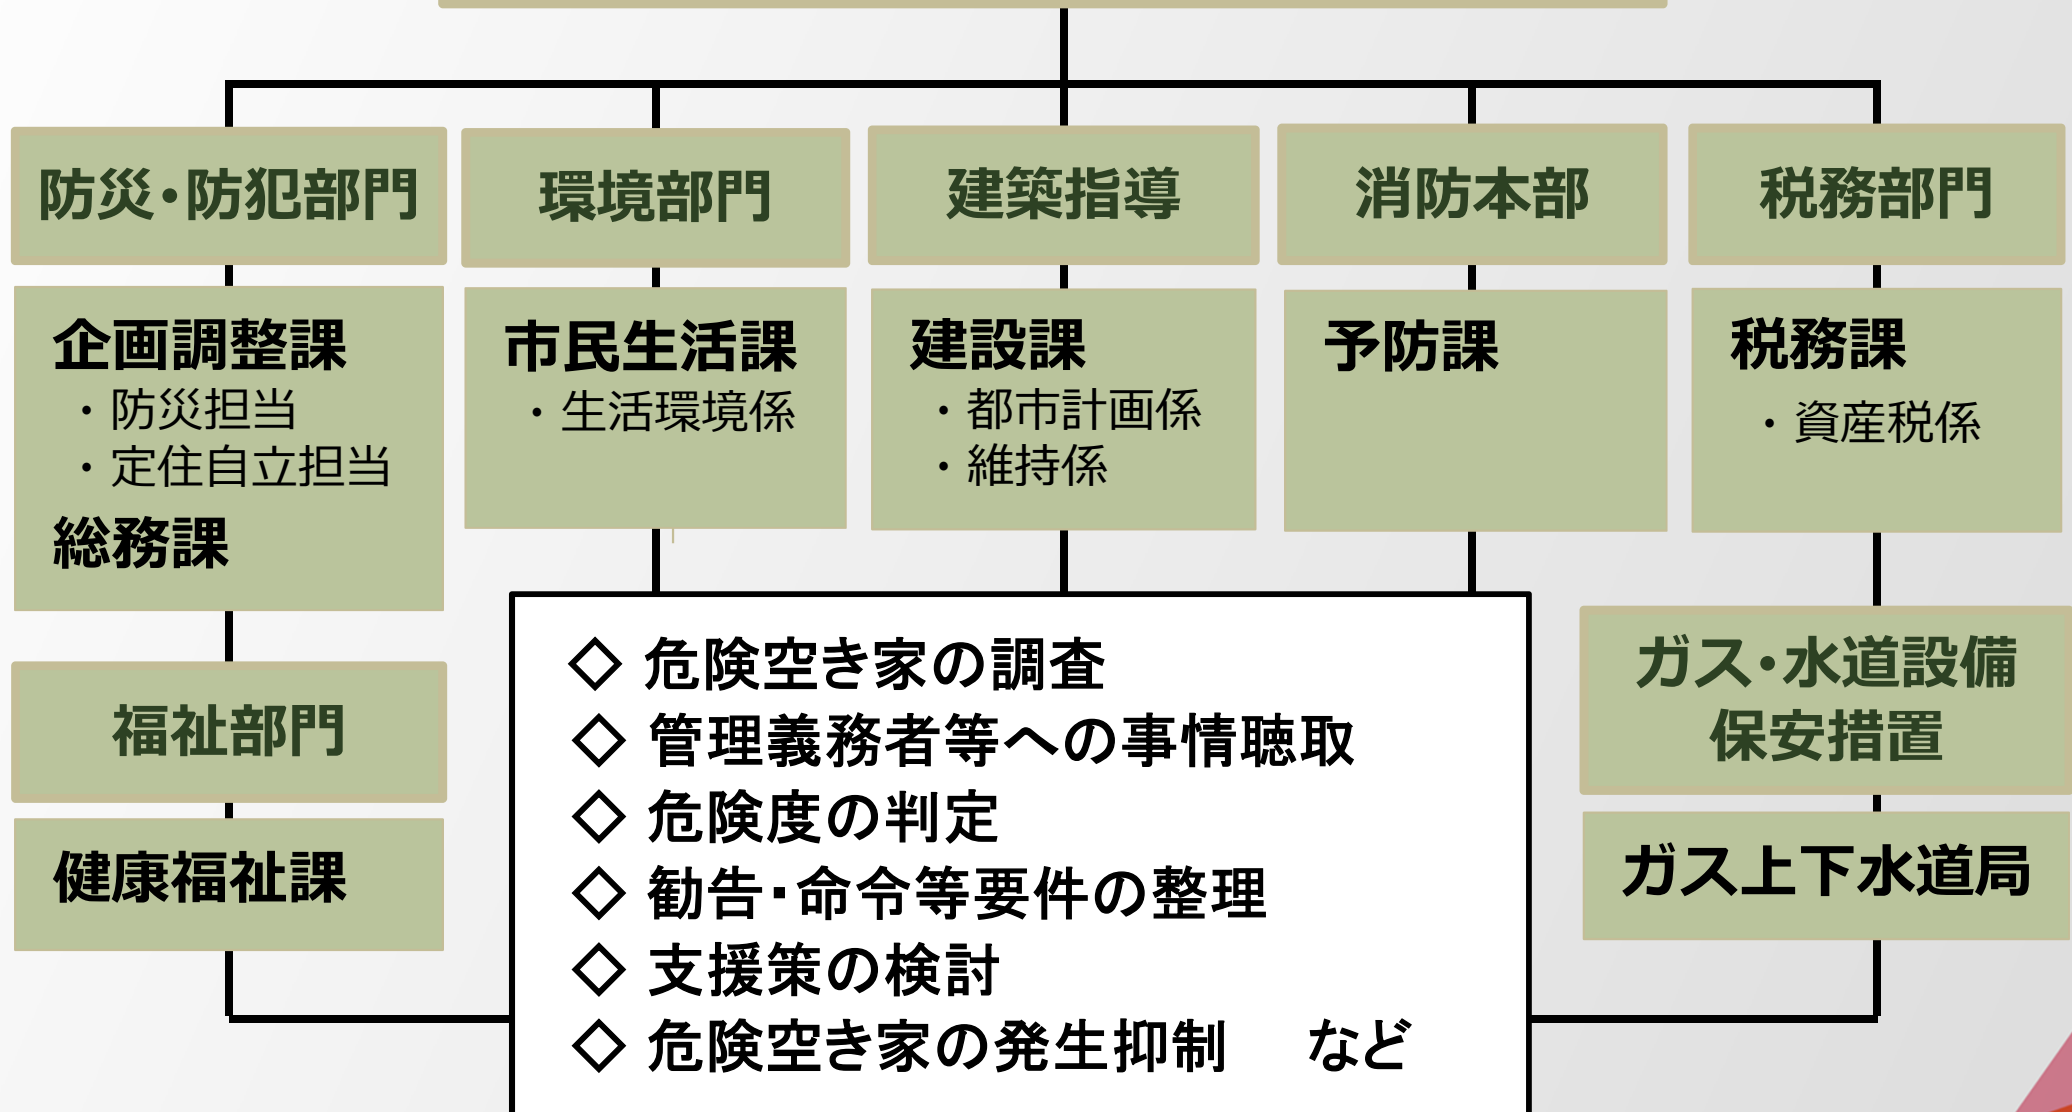 防災・防犯部門
環境部門
建築指導
消防本部
税務部門
企画調整課
・防災担当
・定住自立担当
総務課
市民生活課
・生活環境係
建設課
・都市計画係
・維持係
予防課
税務課
・資産税係
福祉部門
健康福祉課
◇ 危険空き家の調査
◇ 管理義務者等への事情聴取
◇ 危険度の判定
◇ 勧告・命令等要件の整理
◇ 支援策の検討
◇ 危険空き家の発生抑制　など
ガス・水道設備
保安措置
ガス上下水道局